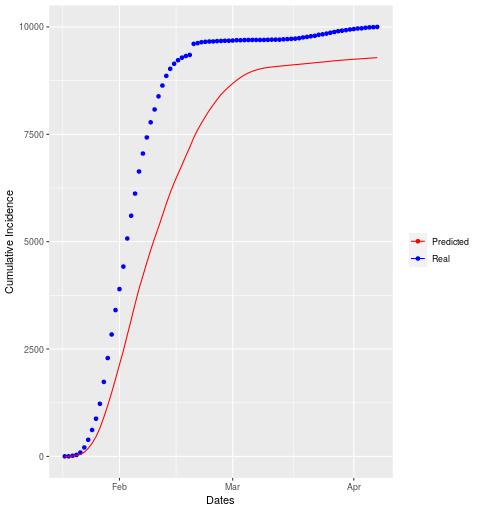 10000
7500
5000
2500
0
Cumulative Incidence
Feb
Mar
Apr
Dates
Predicted
Real